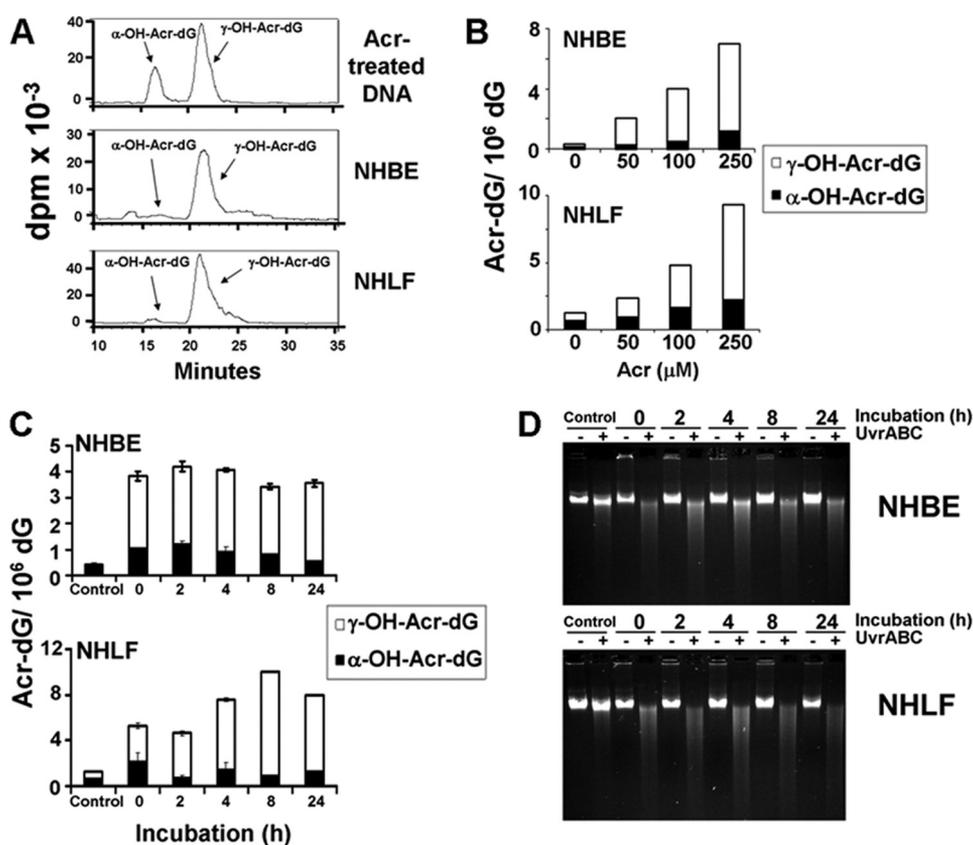 A
dpm x 10⁻³
40
20
0
α-OH-Acr-dG
γ-OH-Acr-dG
Acr-
treated
DNA
30
20
10
0
α-OH-Acr-dG
γ-OH-Acr-dG
NHBE
40
20
0
α-OH-Acr-dG
γ-OH-Acr-dG
NHLF
10 15 20 25 30 35
Minutes
B
Acr-dG/ 10⁶ dG
NHBE
8
4
0
0 50 100 250
NHLF
10
5
0
0 50 100 250
Acr (μM)
γ-OH-Acr-dG
α-OH-Acr-dG
C
Acr-dG/ 10⁶ dG
NHBE
5
4
3
2
1
0
Control 0 2 4 8 24
NHLF
12
8
4
0
Control 0 2 4 8 24
Incubation (h)
γ-OH-Acr-dG
α-OH-Acr-dG
D
Control 0 2 4 8 24 Incubation (h)
- + - + - + - + - + - + UvrABC
NHBE
Control 0 2 4 8 24 Incubation (h)
- + - + - + - + - + - + UvrABC
NHLF